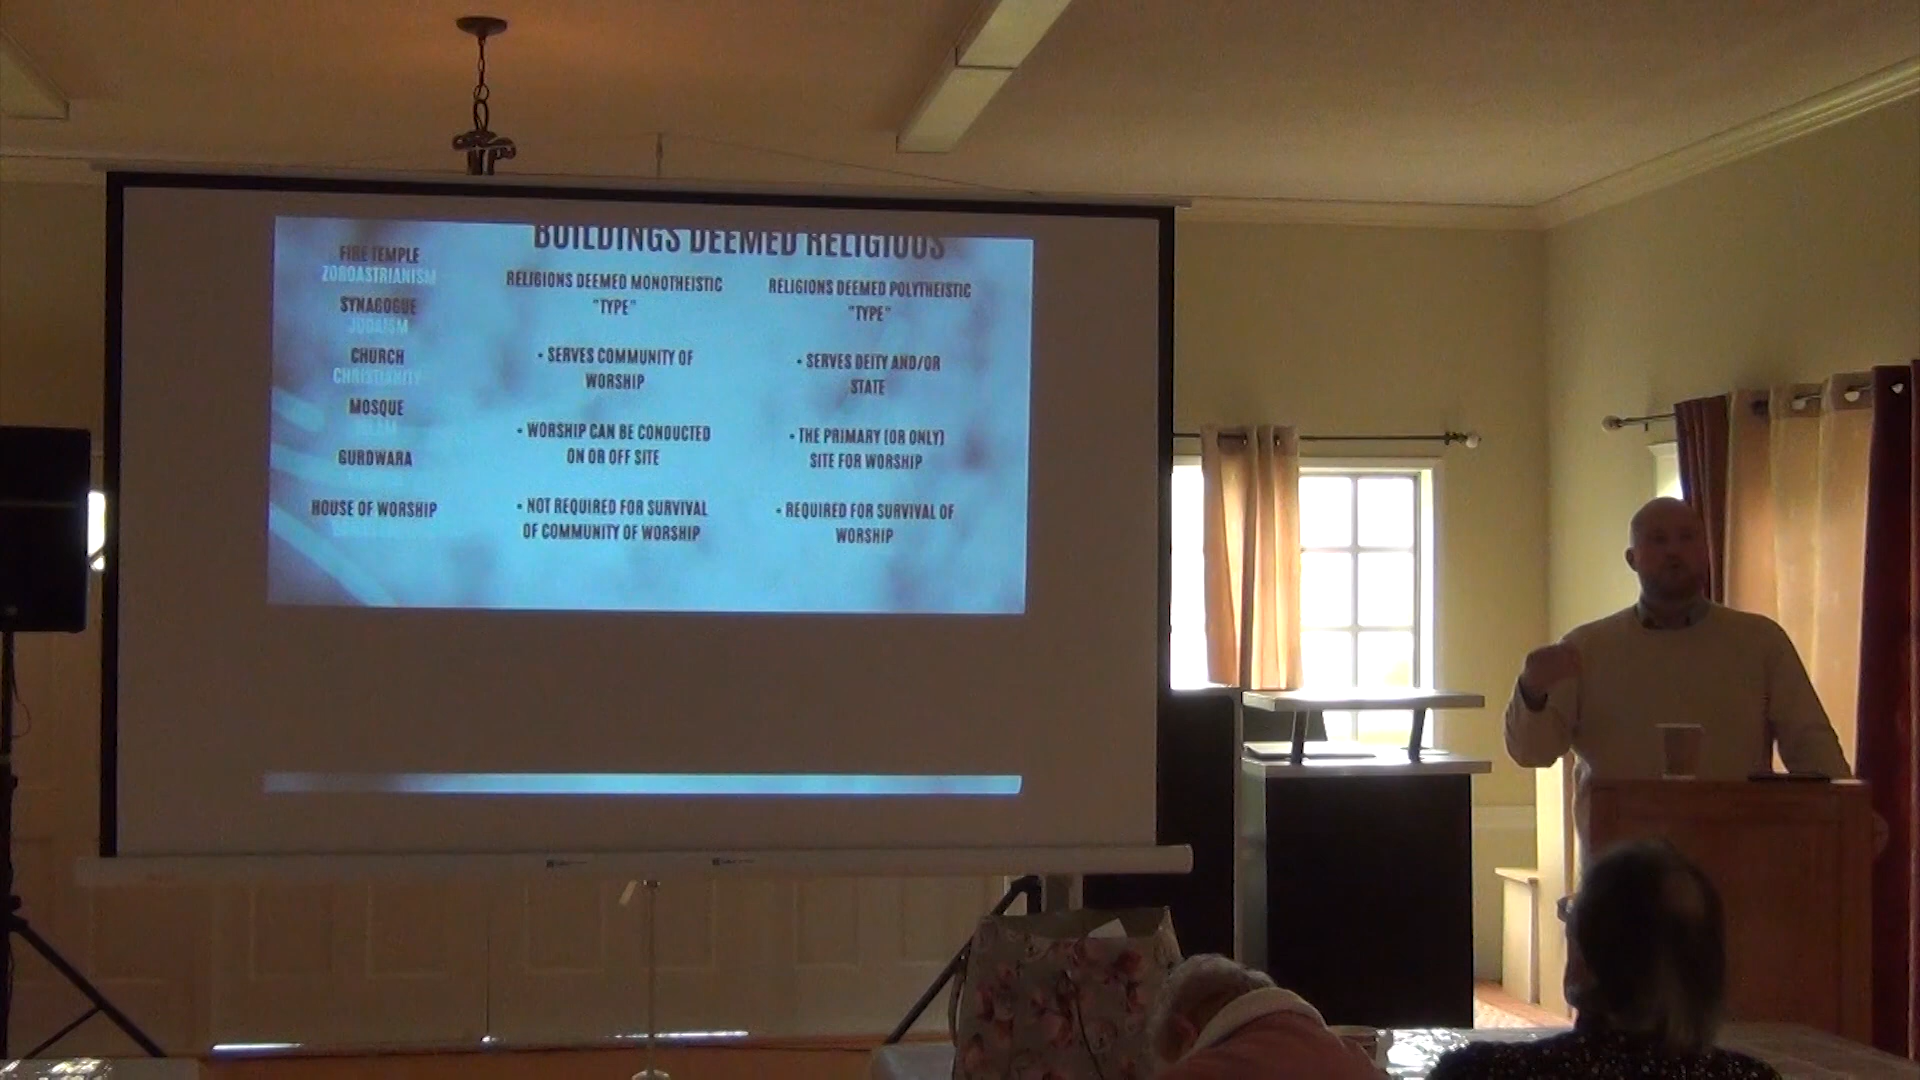 BUILDINGS DEEMED RELIGIOUS
FIRE TEMPLE
ZOROASTRIANISM
SYNAGOGUE
JUDAISM
CHURCH
CHRISTIANITY
MOSQUE
ISLAM
GURDWARA
HOUSE OF WORSHIP
RELIGIONS DEEMED MONOTHEISTIC
"TYPE"
• SERVES COMMUNITY OF
WORSHIP
• WORSHIP CAN BE CONDUCTED
ON OR OFF SITE
• NOT REQUIRED FOR SURVIVAL
OF COMMUNITY OF WORSHIP
RELIGIONS DEEMED POLYTHEISTIC
"TYPE"
• SERVES DEITY AND/OR
STATE
• THE PRIMARY (OR ONLY)
SITE FOR WORSHIP
• REQUIRED FOR SURVIVAL OF
WORSHIP